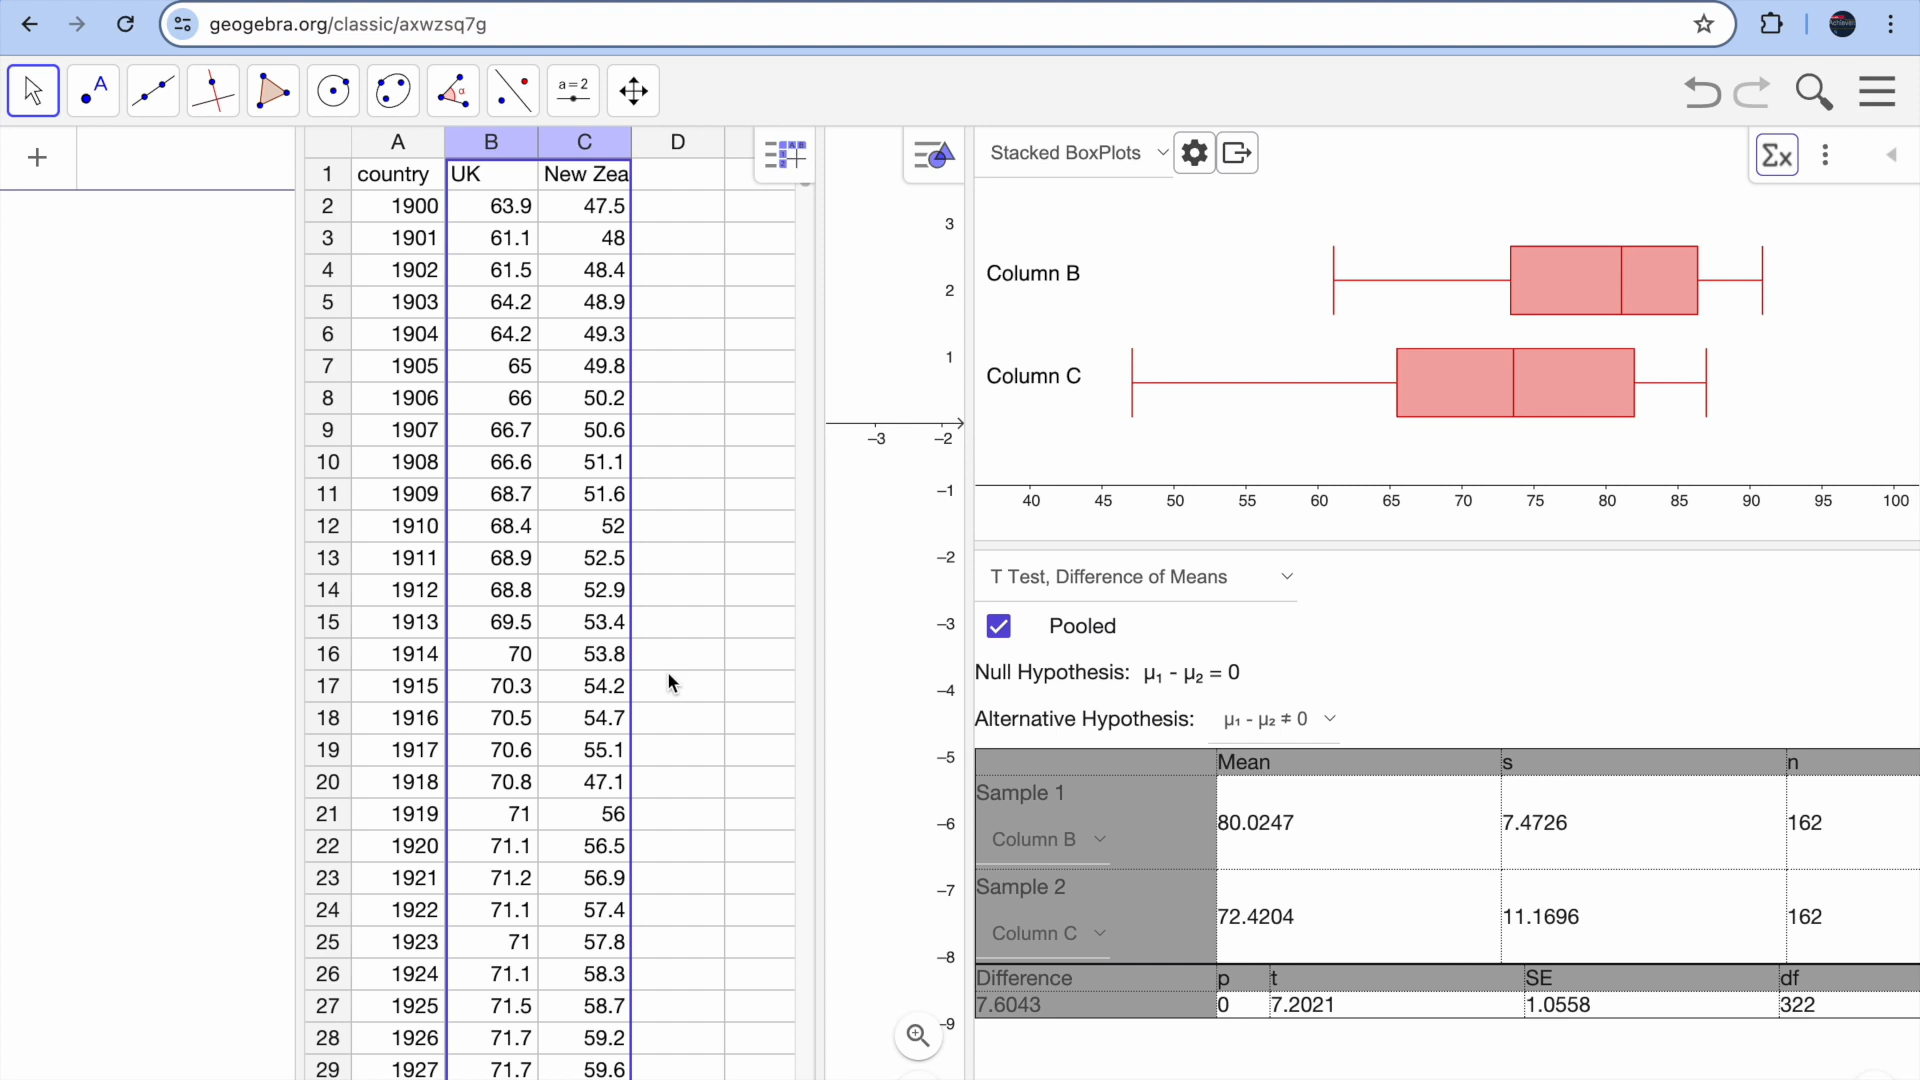 geogebra.org/classic/axwzsq7g
A
α
a=2
A B C D
1 country UK New Zea
2 1900 63.9 47.5
3 1901 61.1 48
4 1902 61.5 48.4
5 1903 64.2 48.9
6 1904 64.2 49.3
7 1905 65 49.8
8 1906 66 50.2
9 1907 66.7 50.6
10 1908 66.6 51.1
11 1909 68.7 51.6
12 1910 68.4 52
13 1911 68.9 52.5
14 1912 68.8 52.9
15 1913 69.5 53.4
16 1914 70 53.8
17 1915 70.3 54.2
18 1916 70.5 54.7
19 1917 70.6 55.1
20 1918 70.8 47.1
21 1919 71 56
22 1920 71.1 56.5
23 1921 71.2 56.9
24 1922 71.1 57.4
25 1923 71 57.8
26 1924 71.1 58.3
27 1925 71.5 58.7
28 1926 71.7 59.2
29 1927 71.7 59.6
3
2
1
−3 −2
−1
−2
−3
−4
−5
−6
−7
−8
−9
Stacked BoxPlots
Σx
Column B
Column C
40 45 50 55 60 65 70 75 80 85 90 95 100
T Test, Difference of Means
Pooled
Null Hypothesis: μ₁ - μ₂ = 0
Alternative Hypothesis: μ₁ - μ₂ ≠ 0
Mean s n
Sample 1
Column B
80.0247 7.4726 162
Sample 2
Column C
72.4204 11.1696 162
Difference p t SE df
7.6043 0 7.2021 1.0558 322